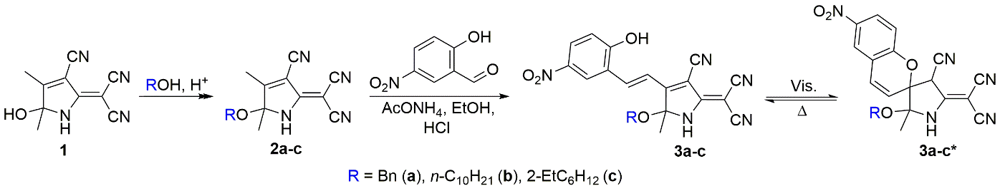 CN
CN
CN
HO
N
H
1
ROH, H⁺
CN
CN
CN
RO
N
H
2a-c
OH
O₂N
O
AcONH₄, EtOH,
HCl
OH
O₂N
CN
CN
CN
RO
N
H
3a-c
Vis.
Δ
O₂N
O
CN
CN
CN
RO
N
H
3a-c*
R = Bn (a), n-C₁₀H₂₁ (b), 2-EtC₆H₁₂ (c)